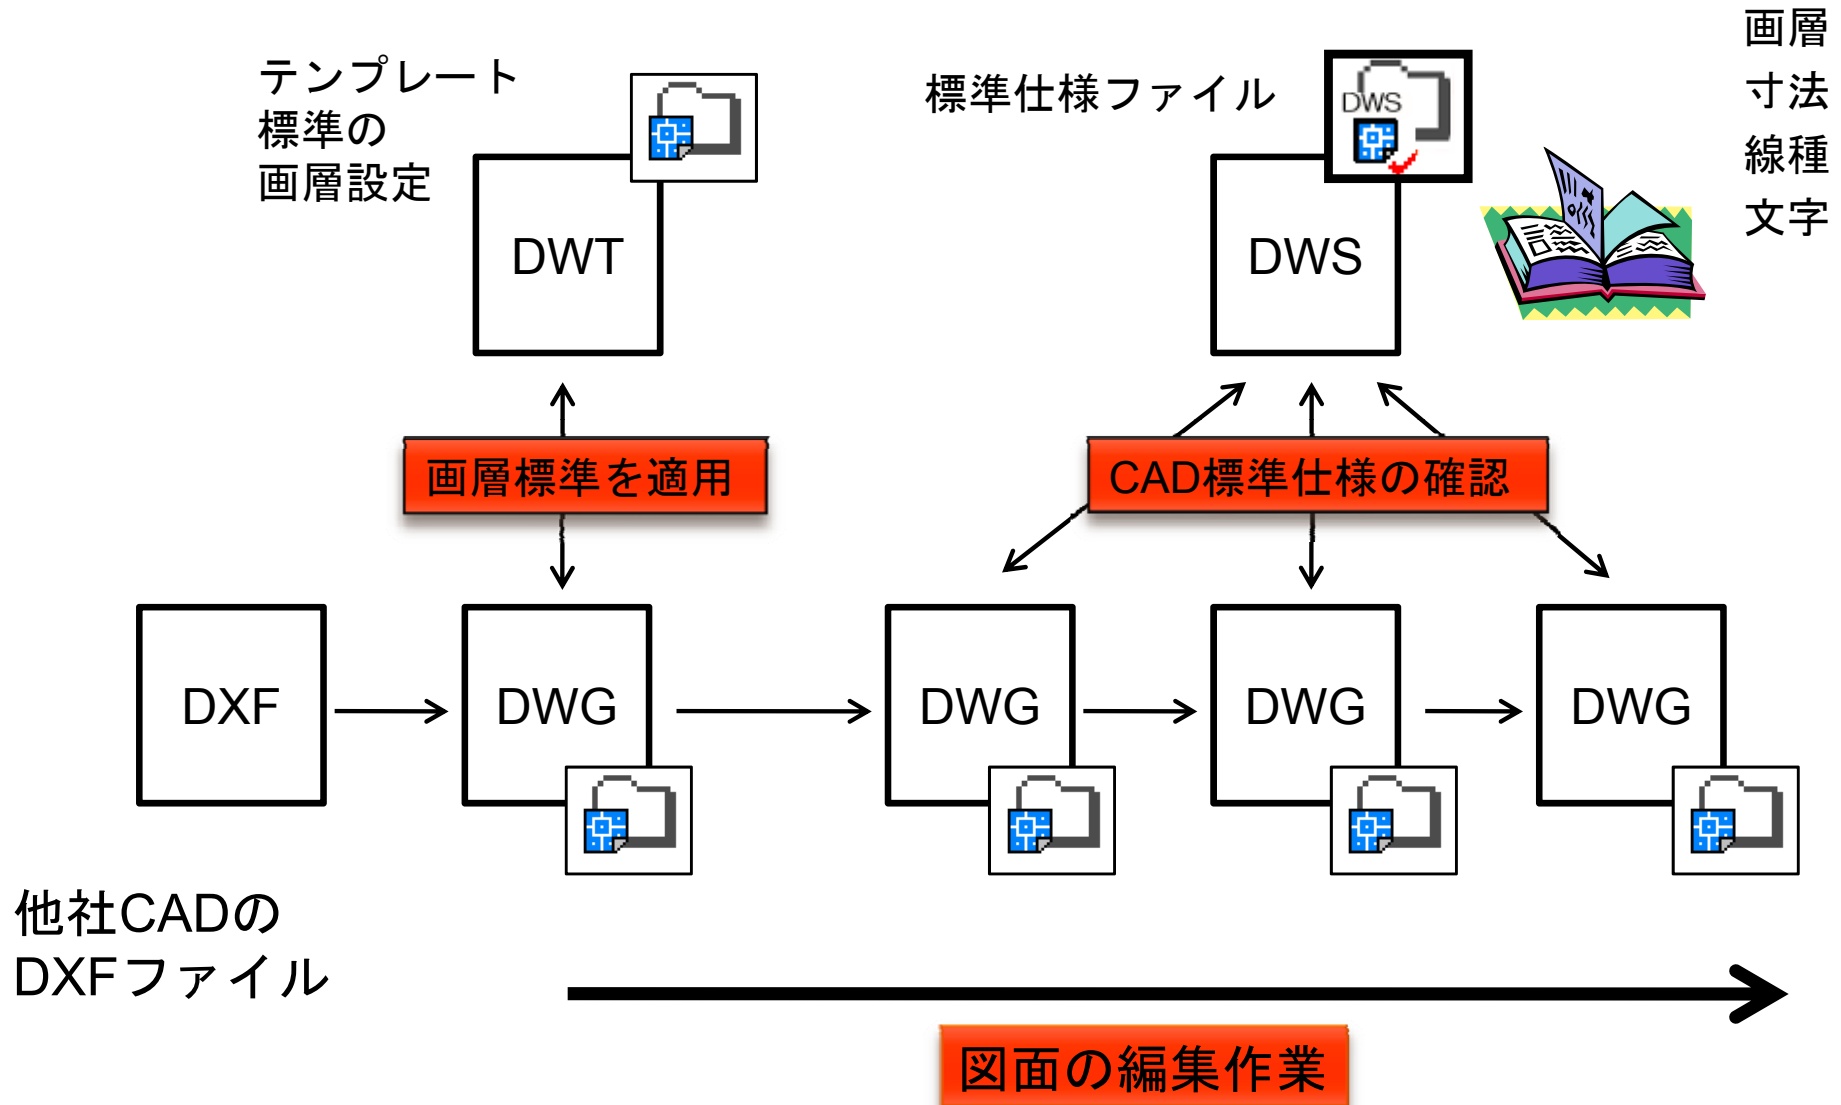 テンプレート
標準の
画層設定
DWT
標準仕様ファイル
DWS
DWS
画層
寸法
線種
文字
画層標準を適用
CAD標準仕様の確認
DXF
DWG
DWG
DWG
DWG
他社CADの
DXFファイル
図面の編集作業